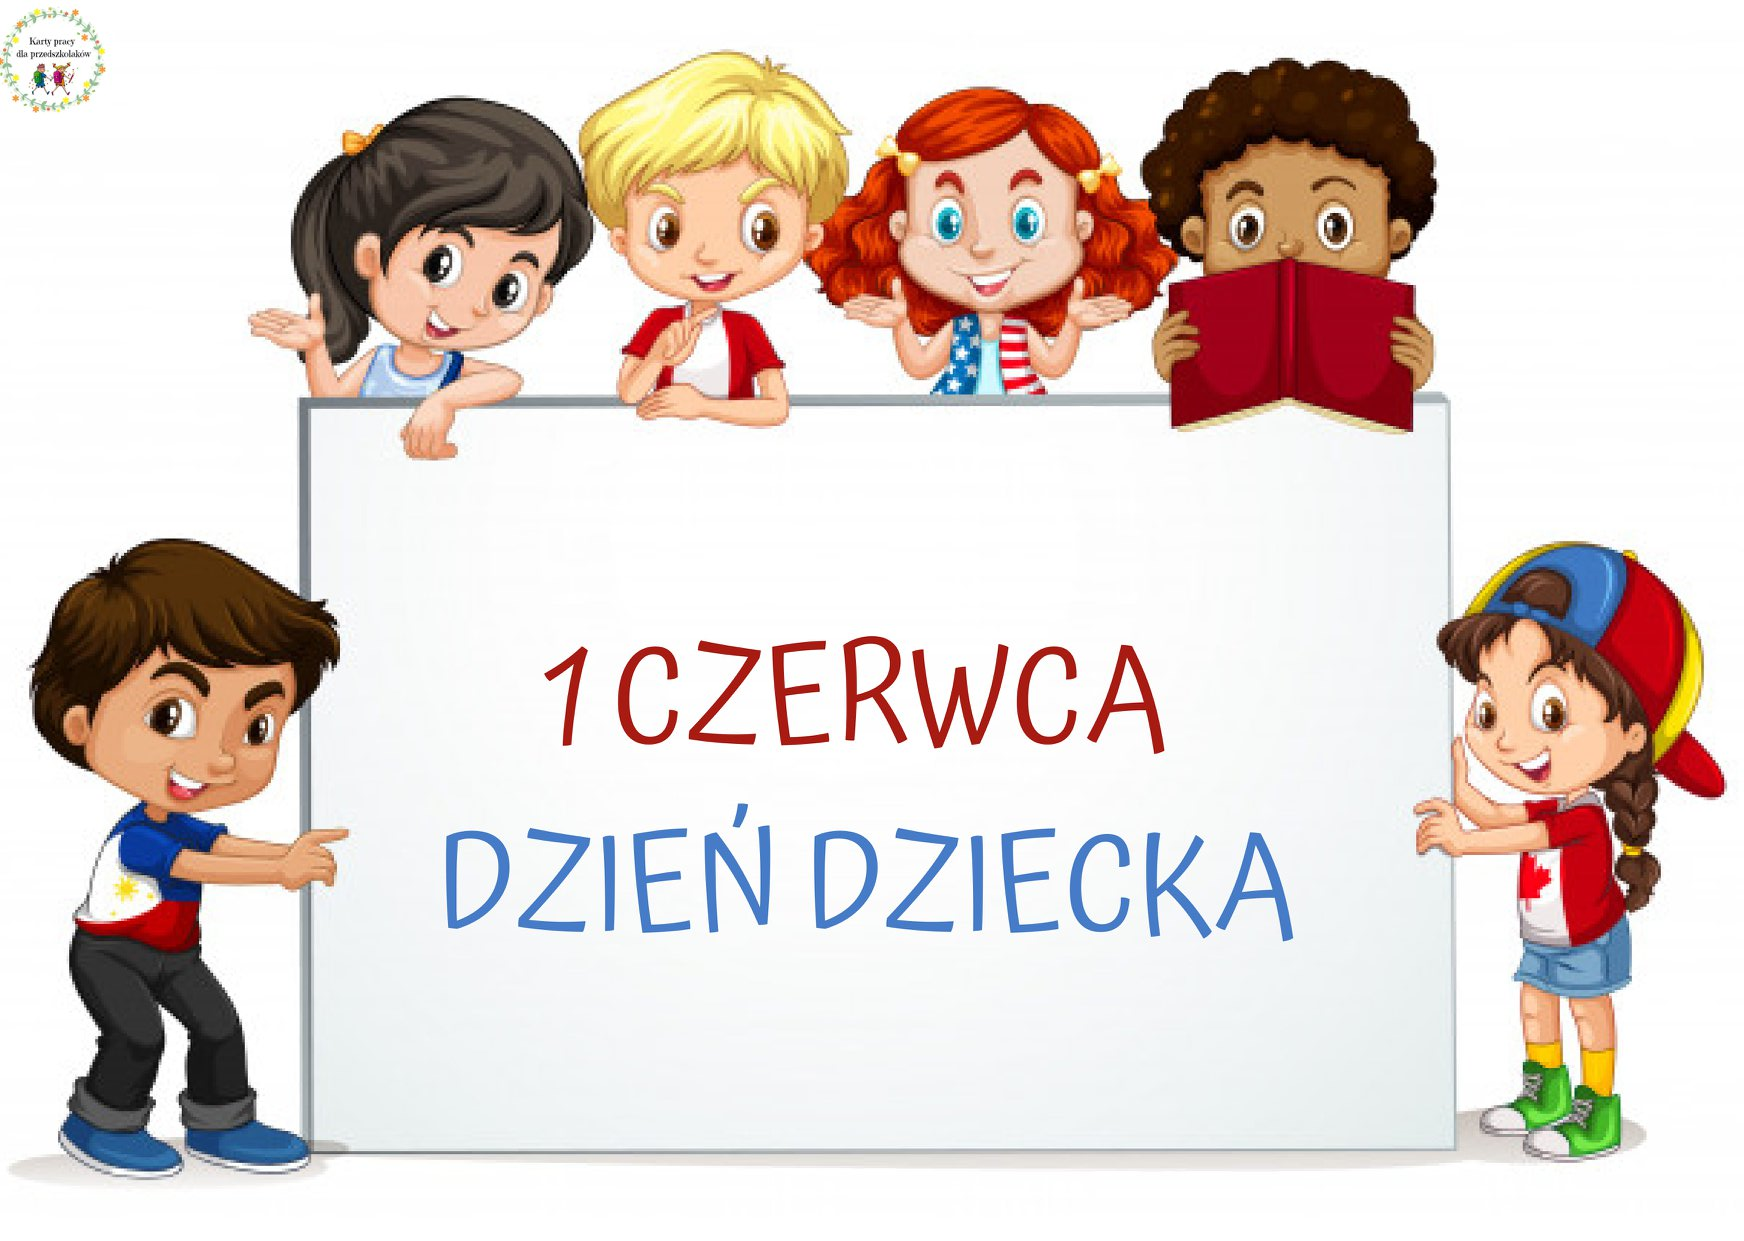 Karty pracy
dla przedszkolaków
1 CZERWCA
DZIEŃ DZIECKA